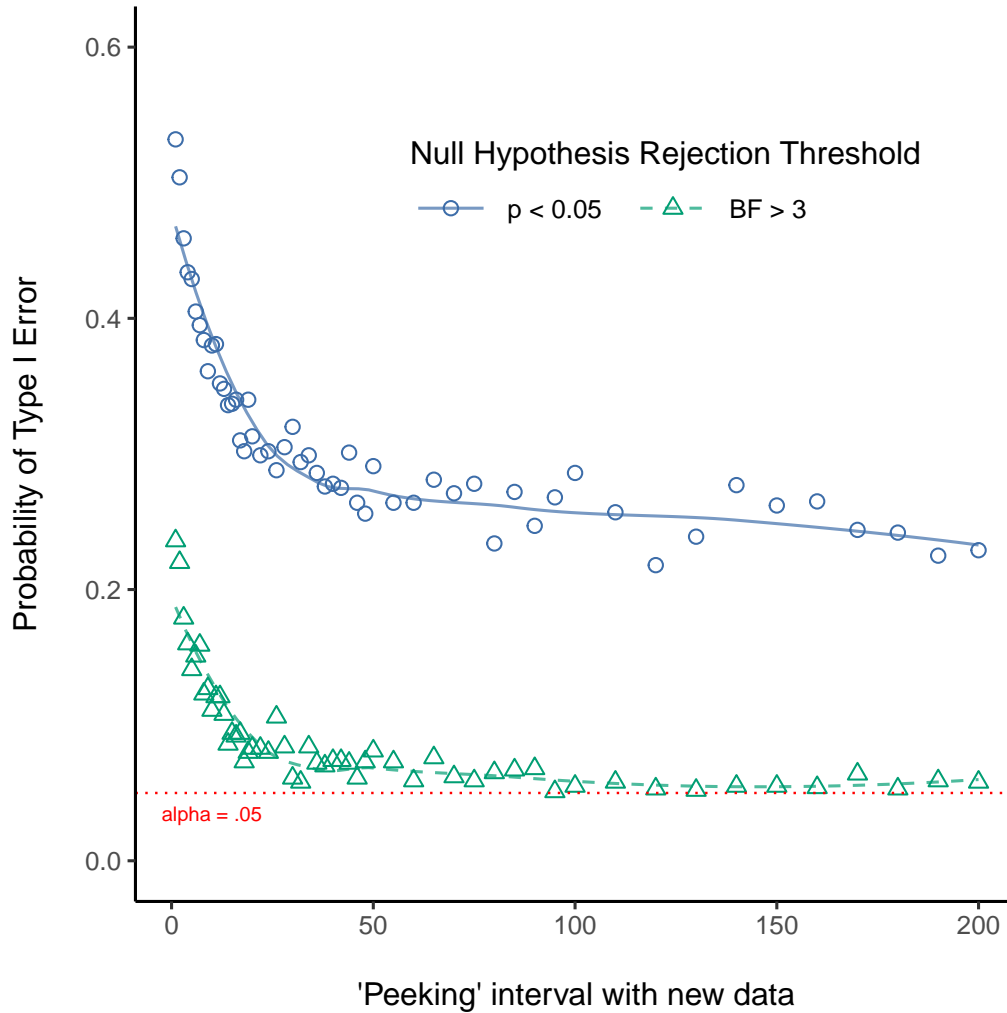 0.6
0.4
0.2
0.0
Probability of Type I Error
Null Hypothesis Rejection Threshold
p < 0.05 BF > 3
alpha = .05
0 50 100 150 200
'Peeking' interval with new data